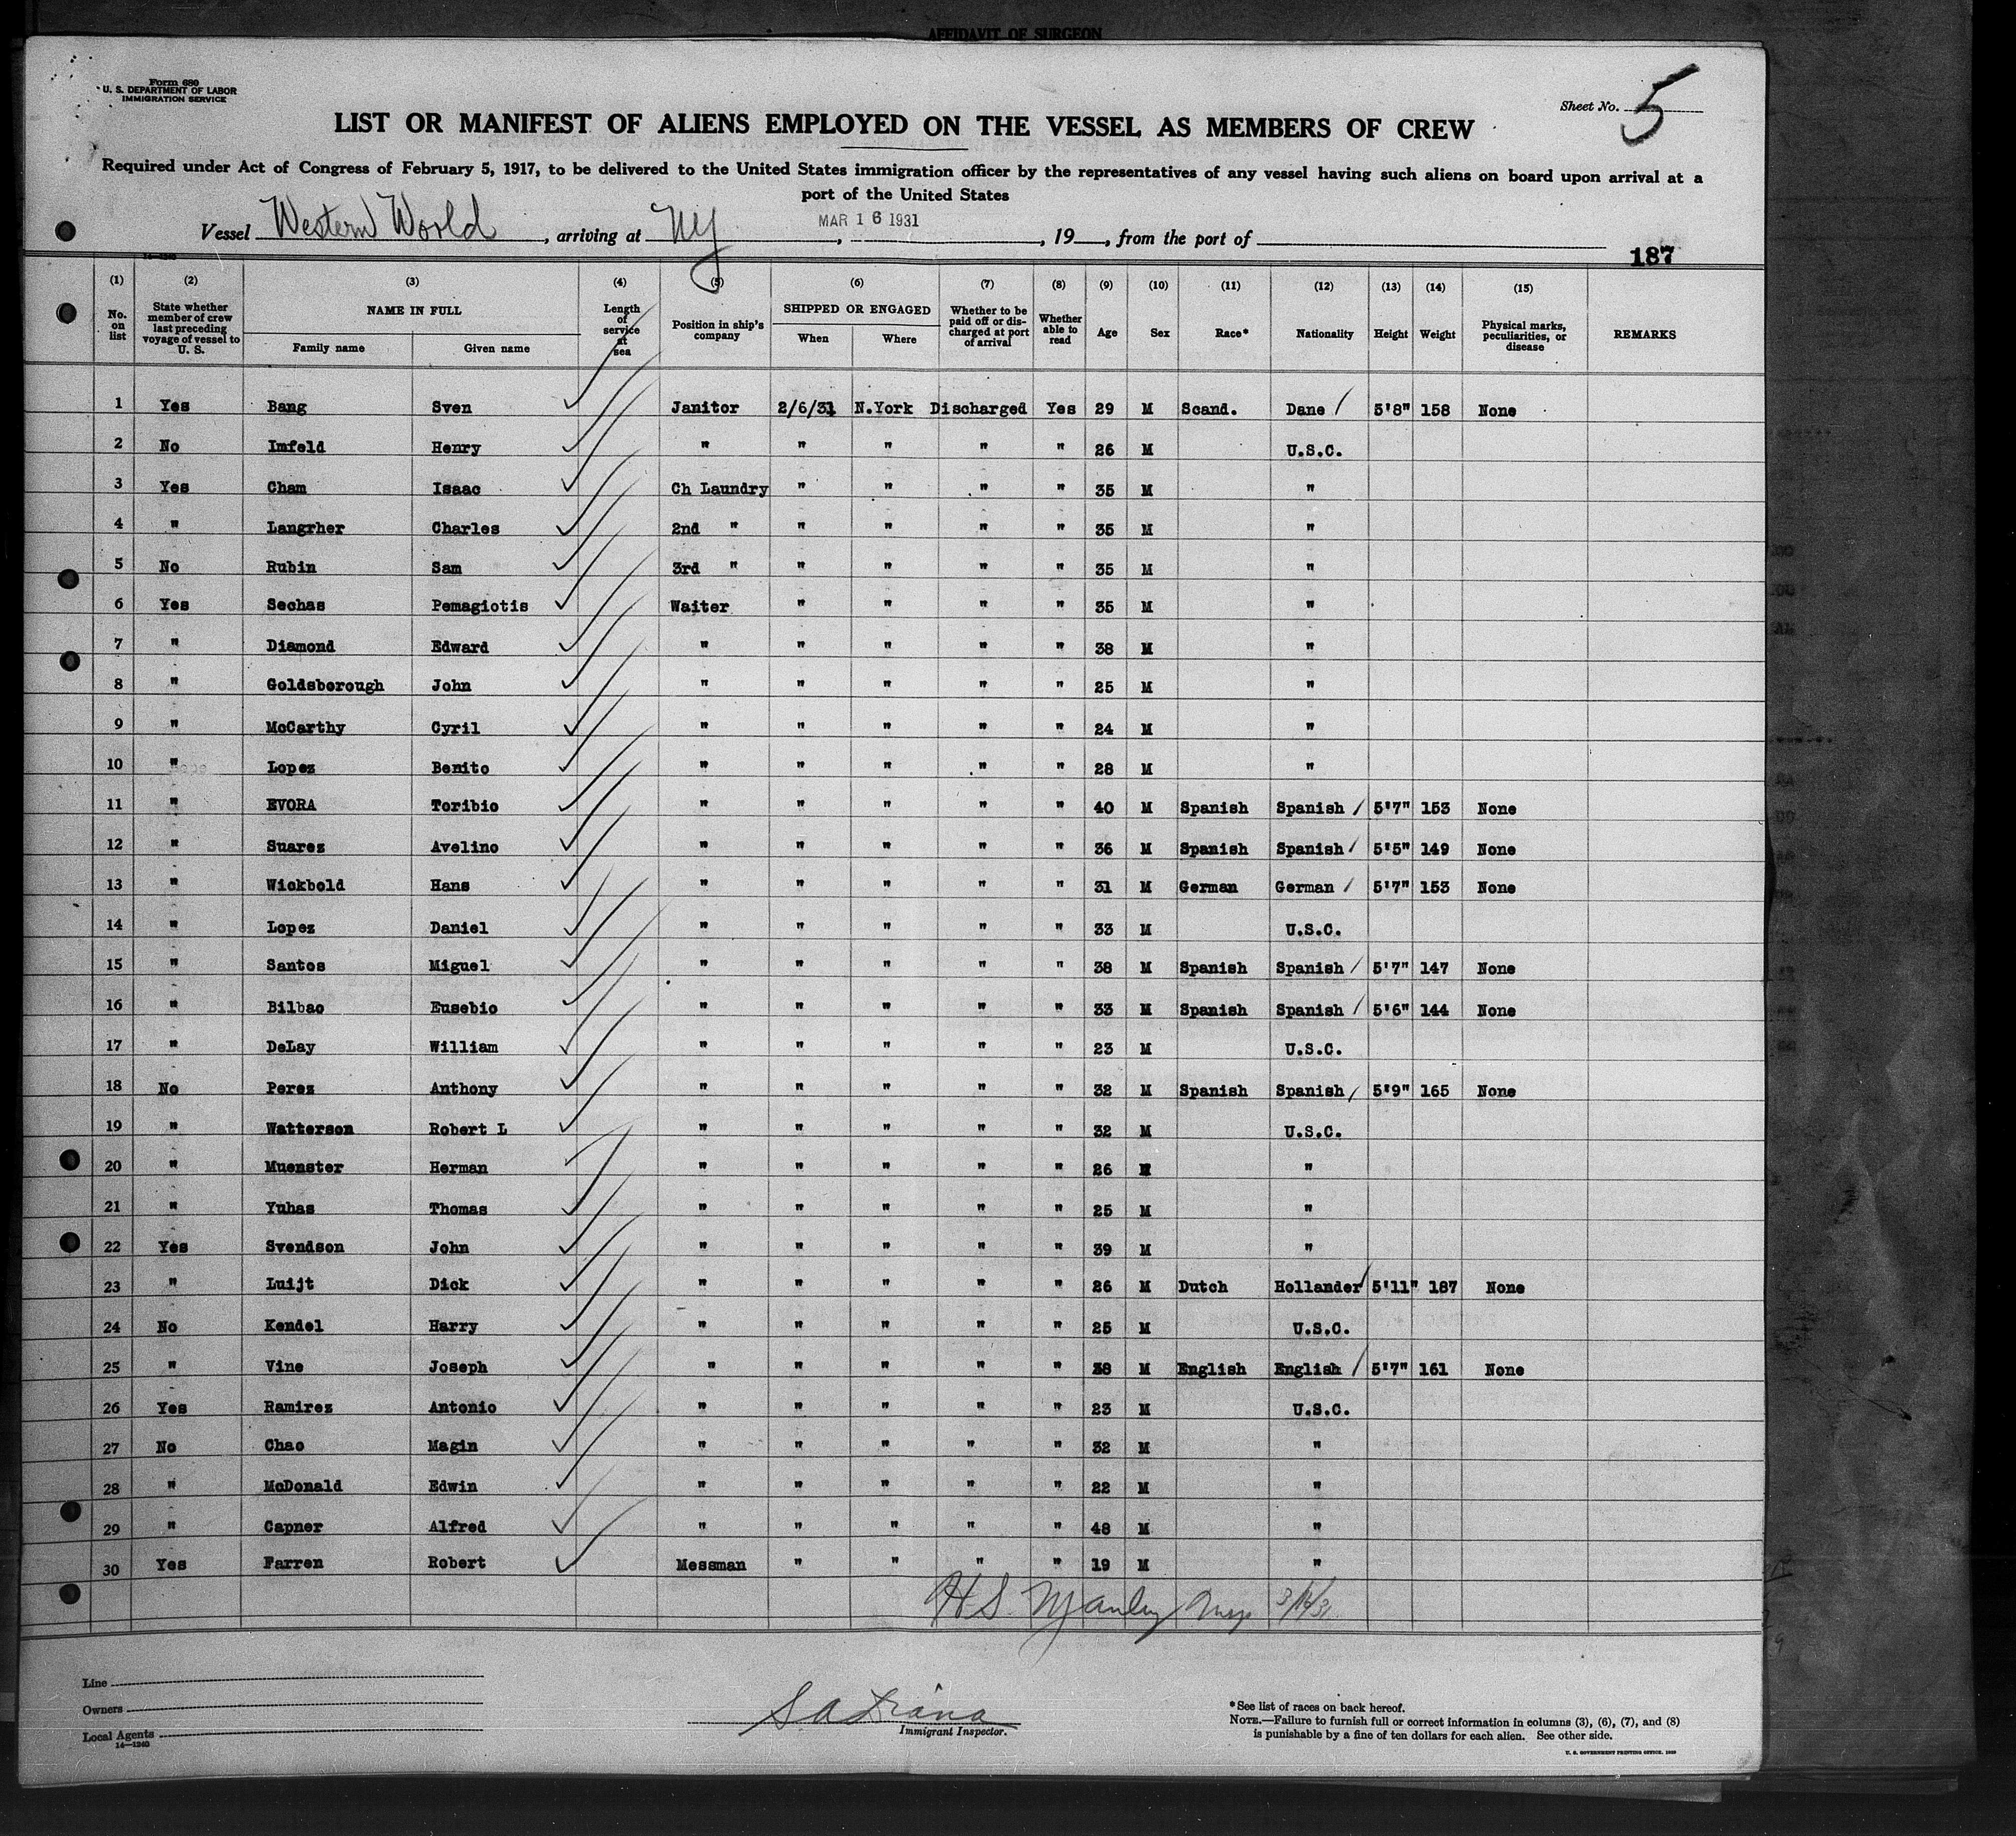 AFFIDAVIT OF SURGEON
Form 680
U. S. DEPARTMENT OF LABOR
IMMIGRATION SERVICE
Sheet No. 5
LIST OR MANIFEST OF ALIENS EMPLOYED ON THE VESSEL AS MEMBERS OF CREW
Required under Act of Congress of February 5, 1917, to be delivered to the United States immigration officer by the representatives of any vessel having such aliens on board upon arrival at a
port of the United States
Vessel Western World, arriving at NY, MAR 16 1931, 19, from the port of
187
14-1240
(1) (2) (3) (4) (5) (6) (7) (8) (9) (10) (11) (12) (13) (14) (15)
No. on list State whether member of crew last preceding voyage of vessel to U. S. NAME IN FULL Family name Given name Length of service at sea Position in ship's company SHIPPED OR ENGAGED When Where Whether to be paid off or discharged at port of arrival Whether able to read Age Sex Race* Nationality Height Weight Physical marks, peculiarities, or disease REMARKS
1 Yes Bang Sven Janitor 2/6/31 N.York Discharged Yes 29 M Scand. Dane 5'8" 158 None
2 No Imfeld Henry " " " " " 26 M U.S.C.
3 Yes Cham Isaac Ch Laundry " " " " 35 M "
4 " Langrher Charles 2nd " " " " " 35 M "
5 No Rubin Sam 3rd " " " " " 35 M "
6 Yes Sechas Pemagiotis Waiter " " " " 35 M "
7 " Diamond Edward " " " " " 38 M "
8 " Goldsborough John " " " " " 25 M "
9 " McCarthy Cyril " " " " " 24 M "
10 " Lopez Benito " " " " " 28 M "
11 " EVORA Toribio " " " " " 40 M Spanish Spanish 5'7" 153 None
12 " Suarez Avelino " " " " " 36 M Spanish Spanish 5'5" 149 None
13 " Wickbold Hans " " " " " 31 M German German 5'7" 153 None
14 " Lopez Daniel " " " " " 33 M U.S.C.
15 " Santos Miguel " " " " " 38 M Spanish Spanish 5'7" 147 None
16 " Bilbao Eusebio " " " " " 33 M Spanish Spanish 5'6" 144 None
17 " DeLay William " " " " " 23 M U.S.C.
18 No Perez Anthony " " " " " 32 M Spanish Spanish 5'9" 165 None
19 " Watterson Robert L " " " " " 32 M U.S.C.
20 " Muenster Herman " " " " " 26 M "
21 " Yuhas Thomas " " " " " 25 M "
22 Yes Svendson John " " " " " 39 M "
23 " Luijt Dick " " " " " 26 M Dutch Hollander 5'11" 187 None
24 No Kendel Harry " " " " " 25 M U.S.C.
25 " Vine Joseph " " " " " 38 M English English 5'7" 161 None
26 Yes Ramirez Antonio " " " " " 23 M U.S.C.
27 No Chao Magin " " " " " 32 M "
28 " McDonald Edwin " " " " " 22 M "
29 " Capner Alfred " " " " " 48 M "
30 Yes Farren Robert Messman " " " " 19 M "
HS Manley Insp
Line
Owners
Local Agents
14-1240
Immigrant Inspector.
*See list of races on back hereof.
NOTE.—Failure to furnish full or correct information in columns (3), (6), (7), and (8)
is punishable by a fine of ten dollars for each alien. See other side.
U. S. GOVERNMENT PRINTING OFFICE. 1929